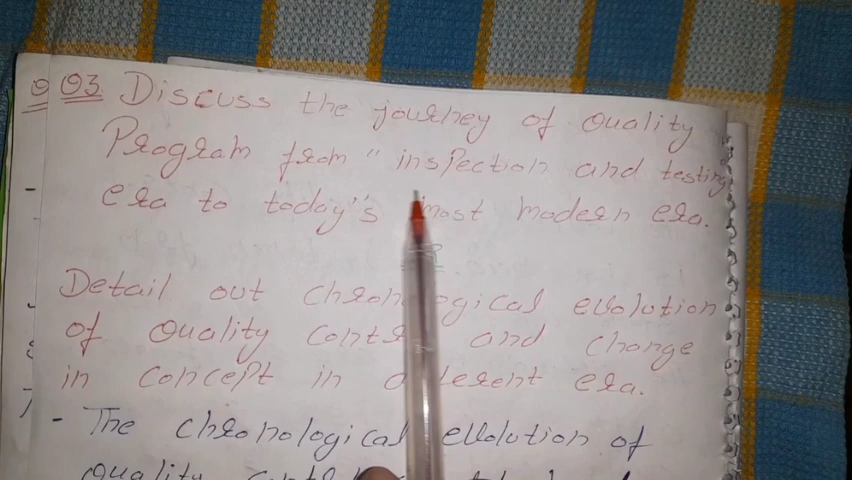 Q3 Discuss the journey of Quality
Program from "inspection and testing
era to today"s most modern era.
Detail out chronological evolution
of Quality control and change
in concept in different era.
- The chronological evolution of
quality